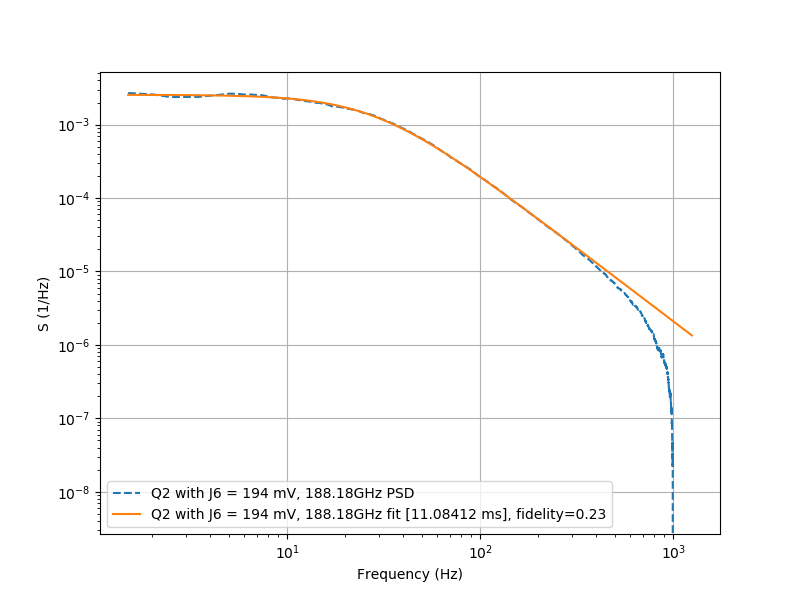 10⁻³
10⁻⁴
10⁻⁵
10⁻⁶
10⁻⁷
10⁻⁸
S (1/Hz)
Q2 with J6 = 194 mV, 188.18GHz PSD
Q2 with J6 = 194 mV, 188.18GHz fit [11.08412 ms], fidelity=0.23
10¹ 10² 10³
Frequency (Hz)